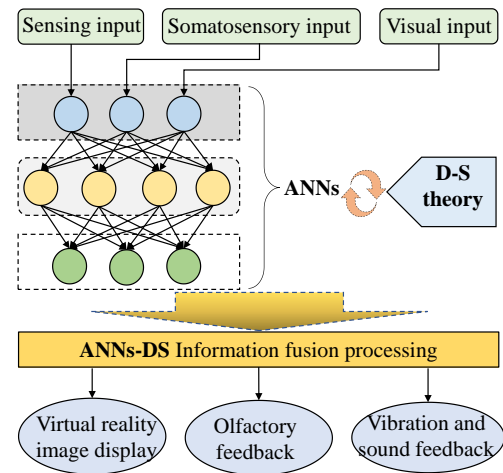 Sensing input
Somatosensory input
Visual input
ANNs
D-S
theory
ANNs-DS Information fusion processing
Virtual reality
image display
Olfactory
feedback
Vibration and
sound feedback